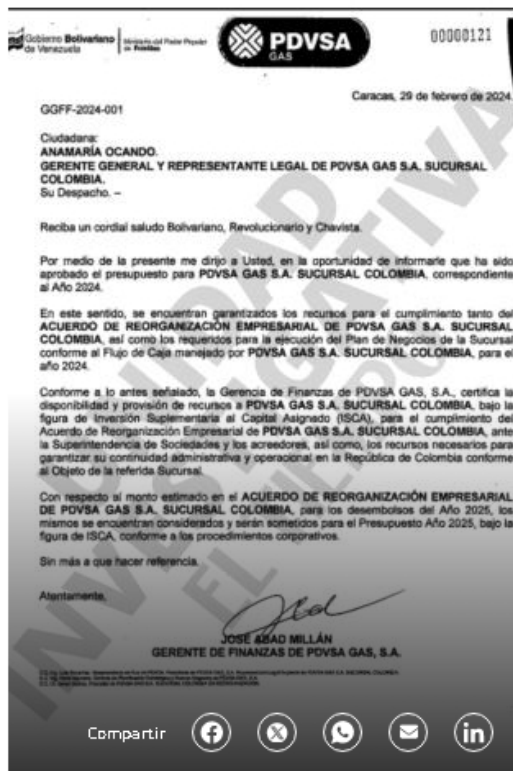 Gobierno Bolivariano
de Venezuela
Ministerio del Poder Popular
de Petróleo
PDVSA
GAS
00000121
Caracas, 29 de febrero de 2024.
GGFF-2024-001
Ciudadana:
ANAMARÍA OCANDO.
GERENTE GENERAL Y REPRESENTANTE LEGAL DE PDVSA GAS S.A. SUCURSAL
COLOMBIA.
Su Despacho. –
Reciba un cordial saludo Bolivariano, Revolucionario y Chavista.
Por medio de la presente me dirijo a Usted, en la oportunidad de informarle que ha sido
aprobado el presupuesto para PDVSA GAS S.A. SUCURSAL COLOMBIA, correspondiente
al Año 2024.
En este sentido, se encuentran garantizados los recursos para el cumplimiento tanto del
ACUERDO DE REORGANIZACIÓN EMPRESARIAL DE PDVSA GAS S.A. SUCURSAL
COLOMBIA, así como los requeridos para la ejecución del Plan de Negocios de la Sucursal
conforme al Flujo de Caja manejado por PDVSA GAS S.A. SUCURSAL COLOMBIA, para el
año 2024.
Conforme a lo antes señalado, la Gerencia de Finanzas de PDVSA GAS, S.A., certifica la
disponibilidad y provisión de recursos a PDVSA GAS S.A. SUCURSAL COLOMBIA, bajo la
figura de Inversión Suplementaria al Capital Asignado (ISCA), para el cumplimiento del
Acuerdo de Reorganización Empresarial de PDVSA GAS S.A. SUCURSAL COLOMBIA, ante
la Superintendencia de Sociedades y los acreedores, así como, los recursos necesarios para
garantizar su continuidad administrativa y operacional en la República de Colombia conforme
al Objeto de la referida Sucursal.
Con respecto al monto estimado en el ACUERDO DE REORGANIZACIÓN EMPRESARIAL
DE PDVSA GAS S.A. SUCURSAL COLOMBIA, para los desembolsos del Año 2025, los
mismos se encuentran considerados y serán sometidos para el Presupuesto Año 2025, bajo la
figura de ISCA, conforme a los procedimientos corporativos.
Sin más a que hacer referencia.
Atentamente,
JOSÉ ABAD MILLÁN
GERENTE DE FINANZAS DE PDVSA GAS, S.A.
UNIDAD
INVESTIGATIVA
EL TIEMPO
Compartir